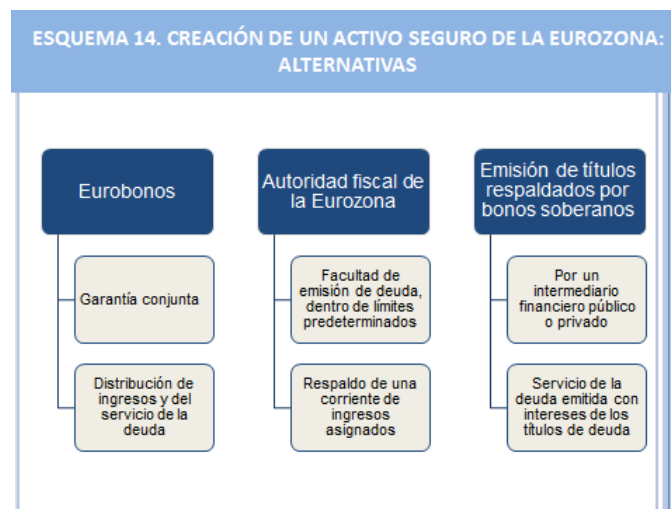 ESQUEMA 14. CREACIÓN DE UN ACTIVO SEGURO DE LA EUROZONA:
ALTERNATIVAS
Eurobonos
Garantía conjunta
Distribución de
ingresos y del
servicio de la
deuda
Autoridad fiscal de
la Eurozona
Facultad de
emisión de deuda,
dentro de límites
predeterminados
Respaldo de una
corriente de
ingresos
asignados
Emisión de títulos
respaldados por
bonos soberanos
Por un
intermediario
financiero público
o privado
Servicio de la
deuda emitida con
intereses de los
títulos de deuda